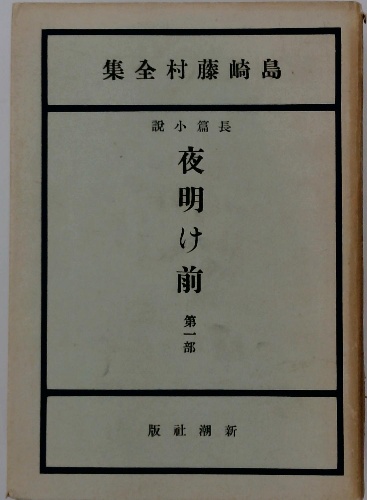 島崎藤村全集
長篇小説
夜明け前
第一部
新潮社版